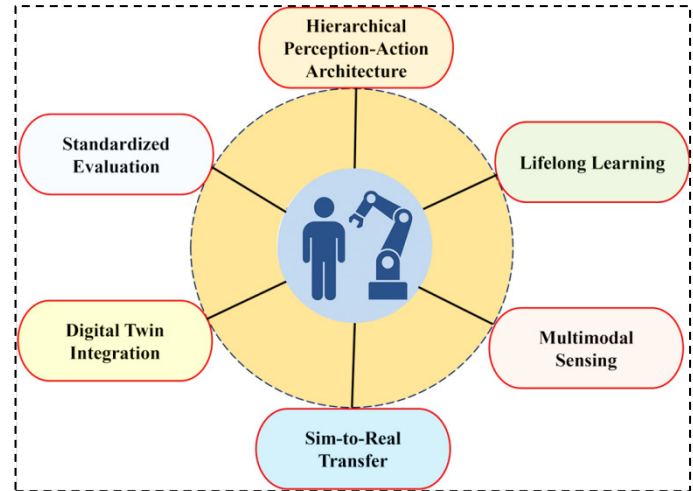 Hierarchical
Perception-Action
Architecture
Standardized
Evaluation
Lifelong Learning
Digital Twin
Integration
Multimodal
Sensing
Sim-to-Real
Transfer